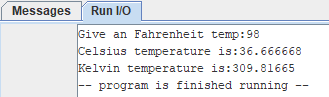 Messages Run I/O
Give an Fahrenheit temp:98
Celsius temperature is:36.666668
Kelvin temperature is:309.81665
-- program is finished running --